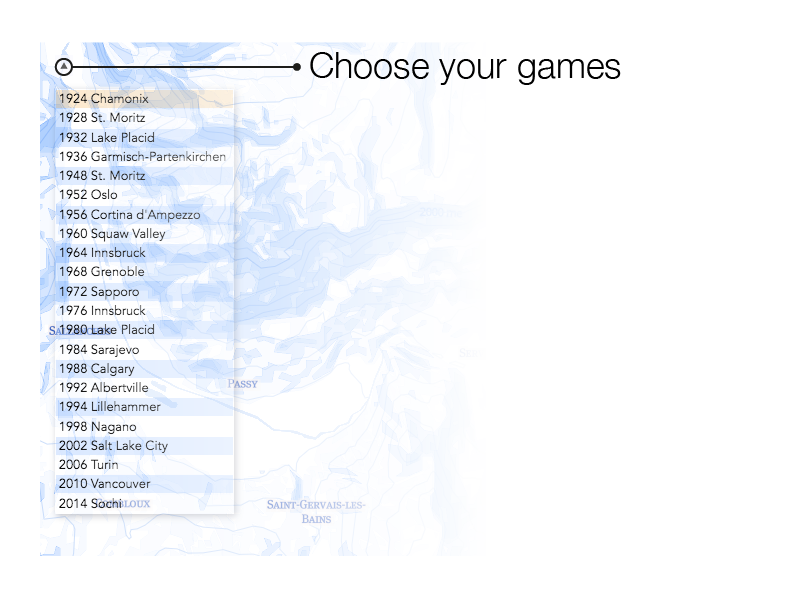 Choose your games
1924 Chamonix
1928 St. Moritz
1932 Lake Placid
1936 Garmisch-Partenkirchen
1948 St. Moritz
1952 Oslo
1956 Cortina d'Ampezzo
1960 Squaw Valley
1964 Innsbruck
1968 Grenoble
1972 Sapporo
1976 Innsbruck
1980 Lake Placid
1984 Sarajevo
1988 Calgary
1992 Albertville
1994 Lillehammer
1998 Nagano
2002 Salt Lake City
2006 Turin
2010 Vancouver
2014 Sochi
PASSY
SAINT-GERVAIS-LES-
BAINS